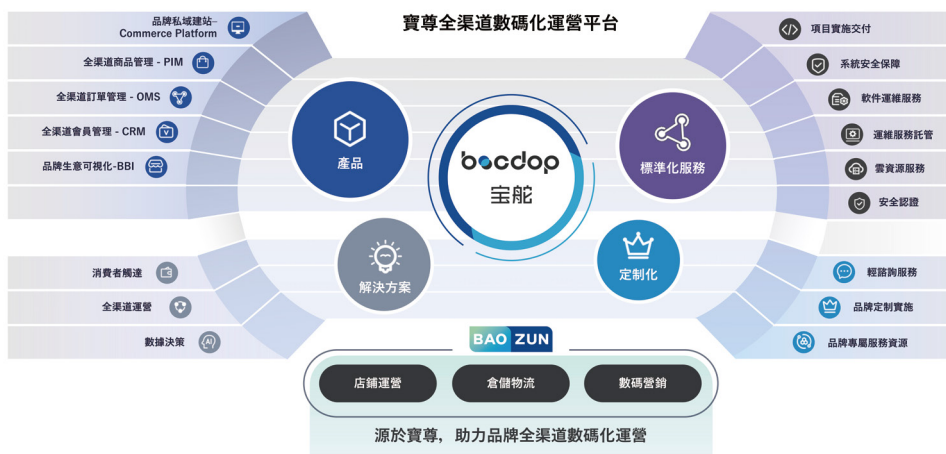 寶尊全渠道數碼化運營平台
品牌私域建站–
Commerce Platform
全渠道商品管理 - PIM
全渠道訂單管理 - OMS
全渠道會員管理 - CRM
品牌生意可視化-BBI
消費者觸達
全渠道運營
數據決策
AI
產品
解決方案
bocdop
宝舵
標準化服務
定制化
項目實施交付
系統安全保障
軟件運維服務
運維服務託管
雲資源服務
安全認證
輕諮詢服務
品牌定制實施
品牌專屬服務資源
BAO ZUN
店鋪運營
倉儲物流
數碼營銷
源於寶尊，助力品牌全渠道數碼化運營